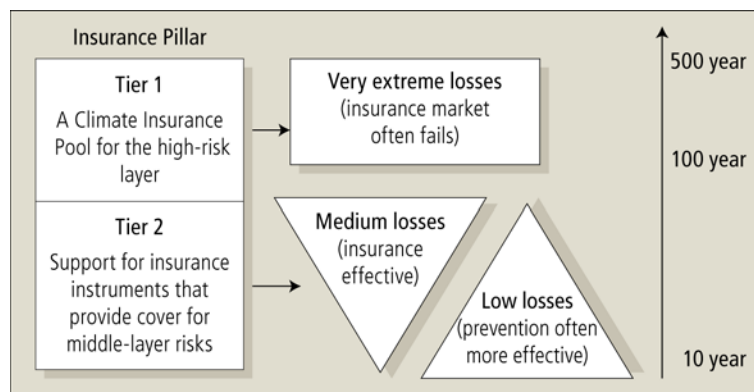 Insurance Pillar
Tier 1
A Climate Insurance
Pool for the high-risk
layer
Tier 2
Support for insurance
instruments that
provide cover for
middle-layer risks
Very extreme losses
(insurance market
often fails)
Medium losses
(insurance
effective)
Low losses
(prevention often
more effective)
500 year
100 year
10 year